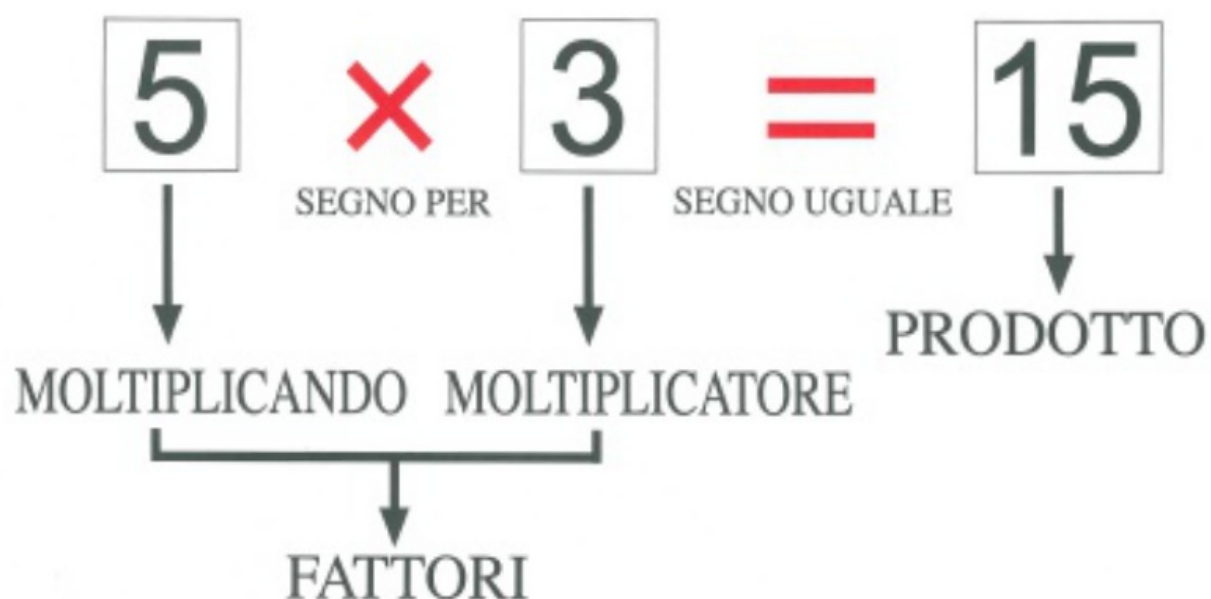 5 × 3 = 15
SEGNO PER SEGNO UGUALE
PRODOTTO
MOLTIPLICANDO MOLTIPLICATORE
FATTORI